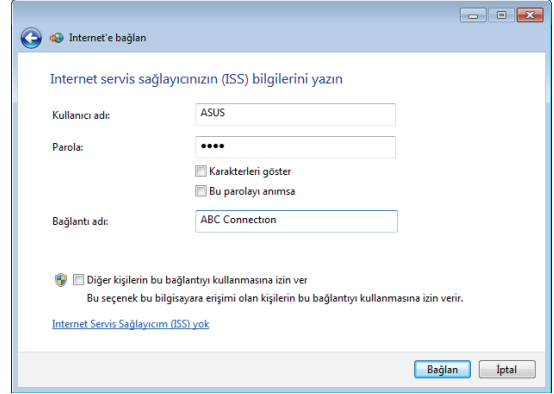 Internet'e bağlan
Internet servis sağlayıcınızın (ISS) bilgilerini yazın
Kullanıcı adı: ASUS
Parola: ●●●●
Karakterleri göster
Bu parolayı anımsa
Bağlantı adı: ABC Connection
Diğer kişilerin bu bağlantıyı kullanmasına izin ver
Bu seçenek bu bilgisayara erişimi olan kişilerin bu bağlantıyı kullanmasına izin verir.
Internet Servis Sağlayıcım (ISS) yok
Bağlan İptal